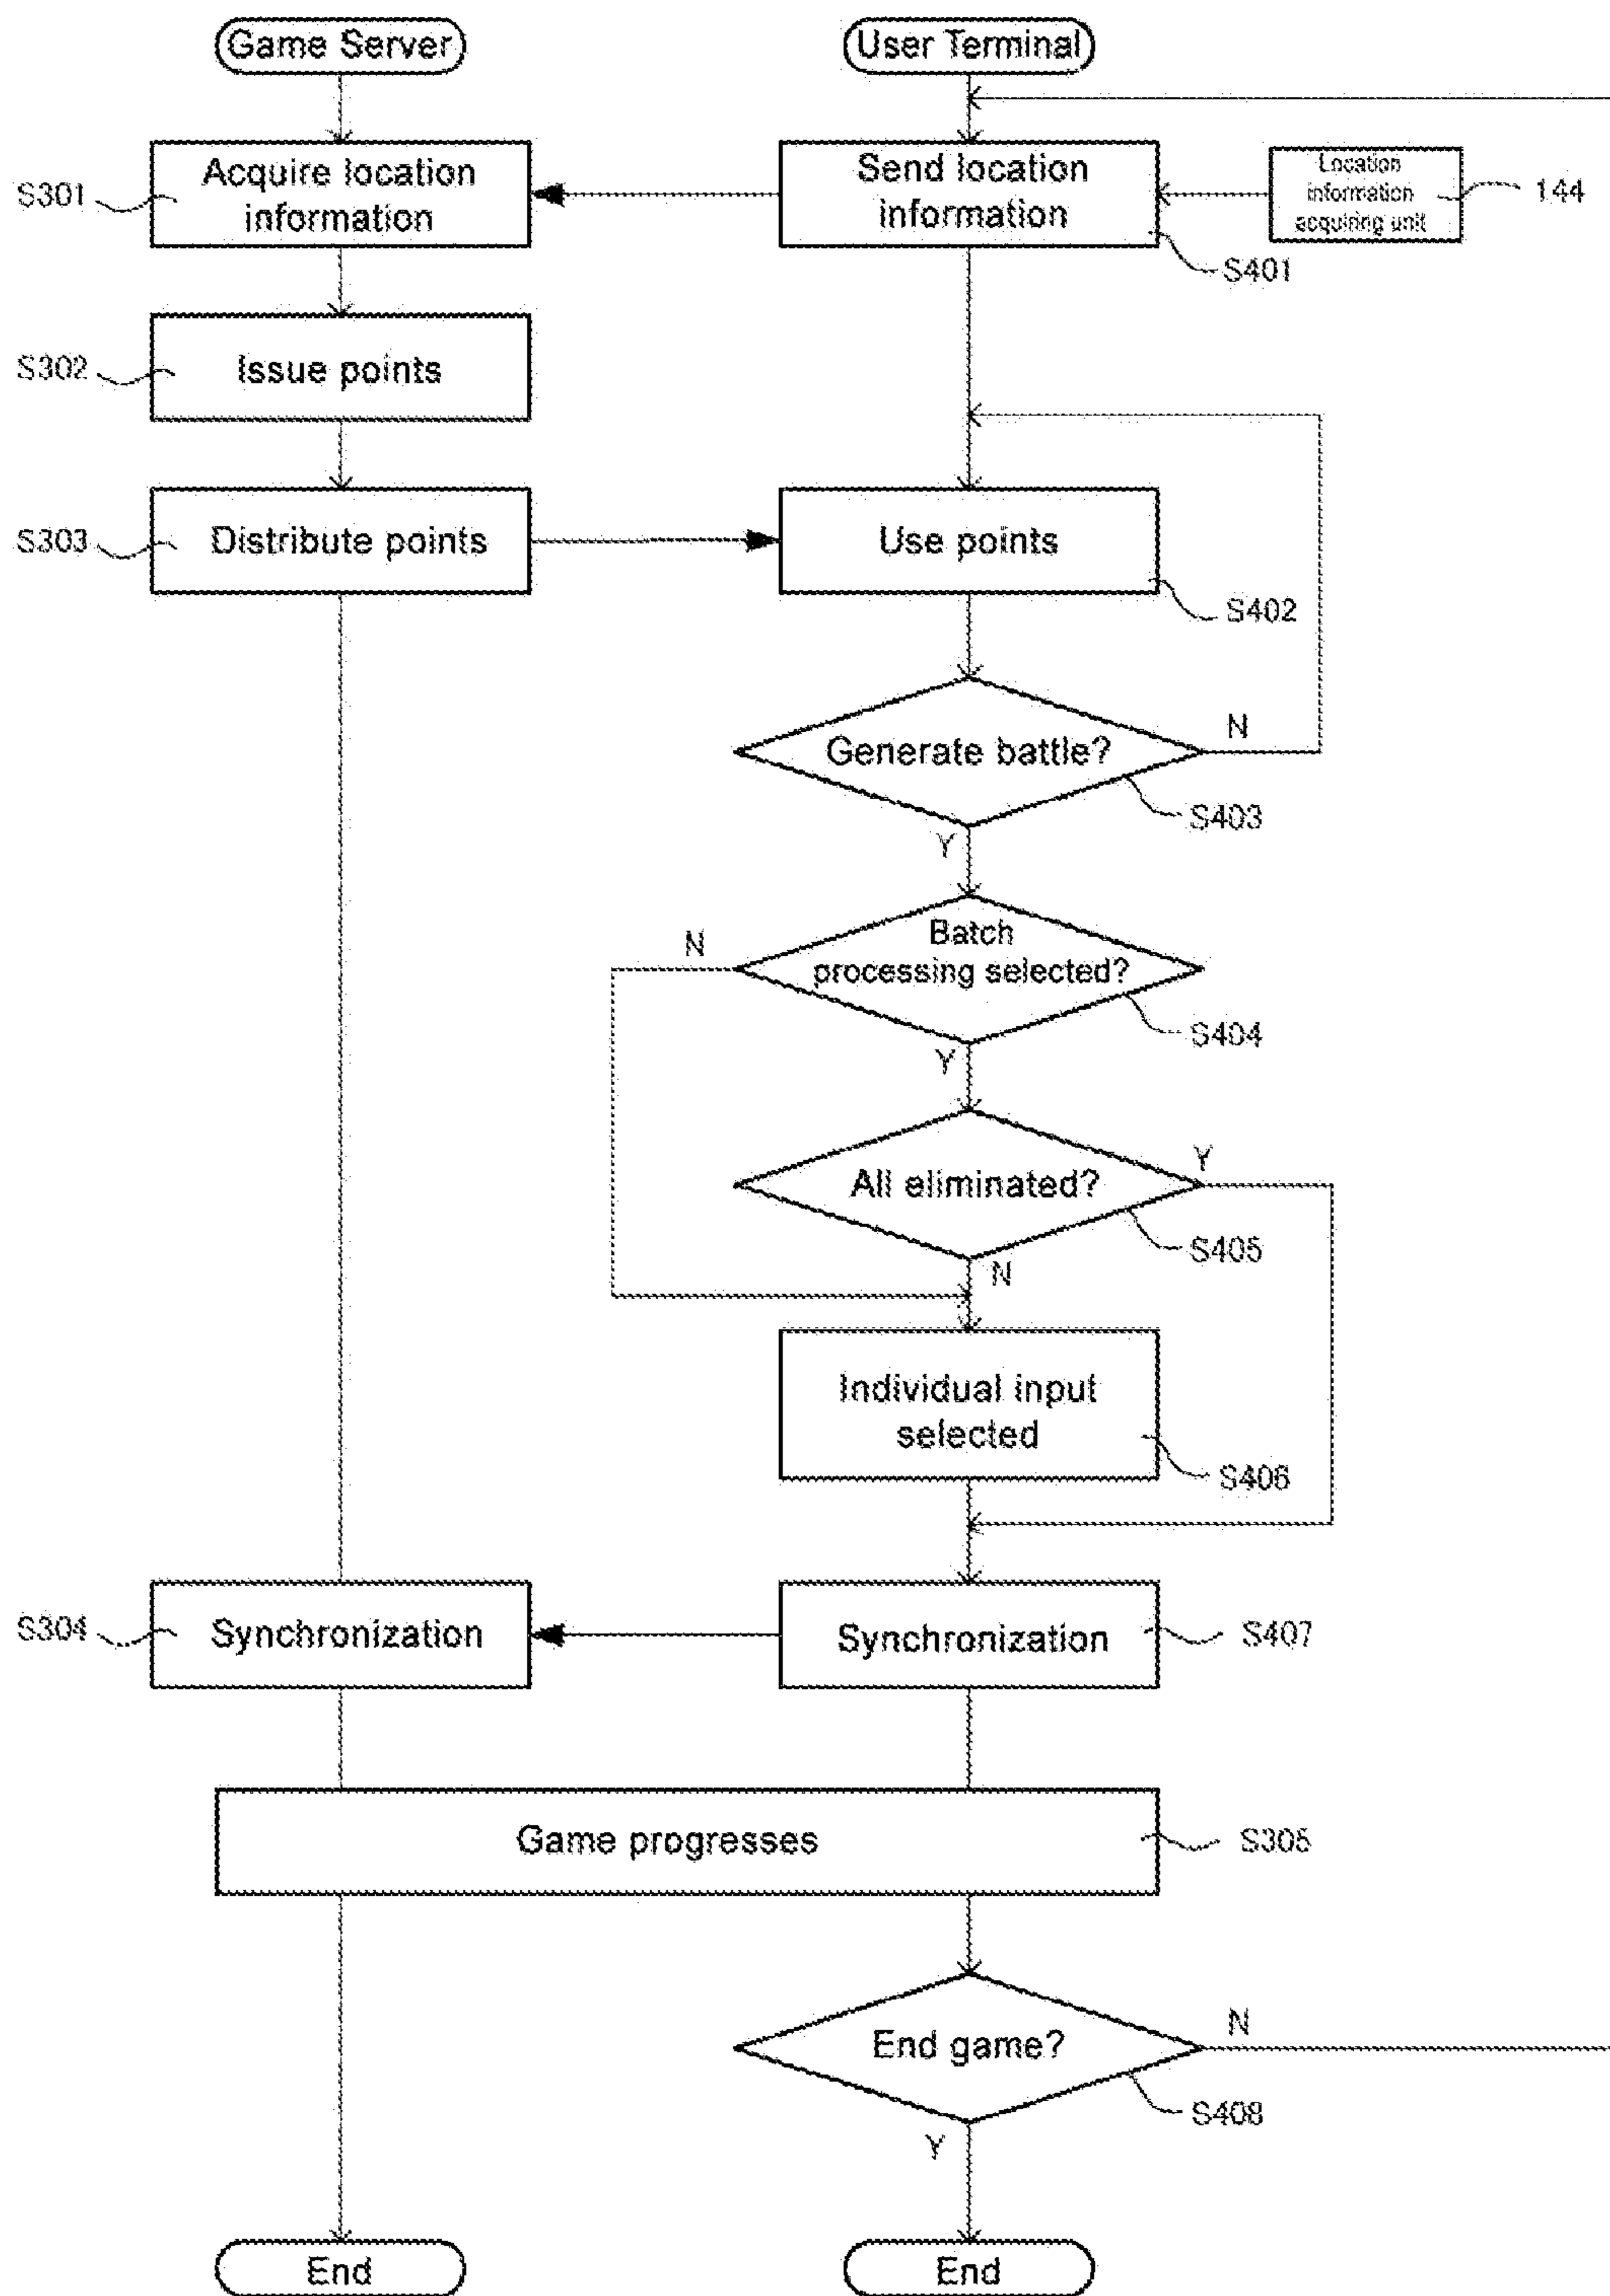 Game Server
User Terminal
Acquire location
information
S301
Send location
information
S401
Location
information
acquiring unit
144
Issue points
S302
Distribute points
S303
Use points
S402
Generate battle?
N
S403
Y
Batch
processing selected?
N
S404
Y
All eliminated?
Y
S405
N
Individual input
selected
S406
Synchronization
S304
Synchronization
S407
Game progresses
S305
End game?
N
S408
Y
End
End